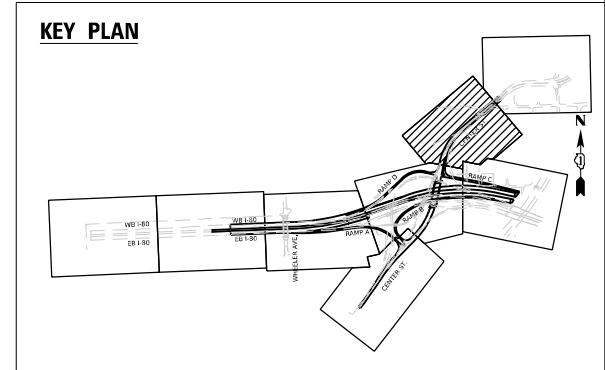 KEY PLAN
CENTER ST.
N
RAMP D
RAMP C
RAMP B
WB I-80
EB I-80
WB I-80
EB I-80
WHEELER AVE.
RAMP A
CENTER ST.